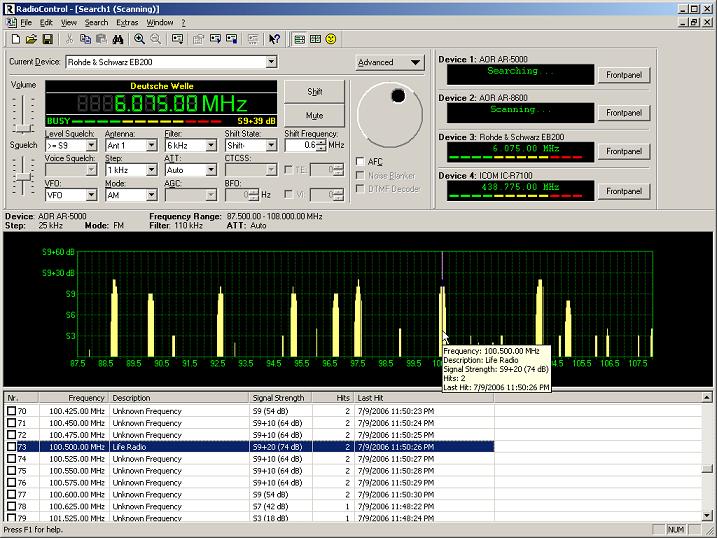 RadioControl - [Search1 (Scanning)]
File Edit View Search Extras Window ?
Current Device: Rohde & Schwarz EB200 Advanced
Volume
Squelch
Deutsche Welle
6.075.00 MHz
BUSY S9+39 dB
Shift
Mute
Level Squelch: Antenna: Filter: Shift State: Shift Frequency:
>= S9 Ant 1 6 kHz Shift- 0.6 MHz
Voice Squelch: Step: ATT: CTCSS:
1 kHz Auto TE: 0
VFO: Mode: AGC: BFO:
VFO AM 0 Hz VI: 0
AFC
Noise Blanker
DTMF Decoder
Device 1: AOR AR-5000
Searching... Frontpanel
Device 2: AOR AR-8600
Scanning... Frontpanel
Device 3: Rohde & Schwarz EB200
6.075.00 MHz Frontpanel
Device 4: ICOM IC-R7100
438.775.00 MHz Frontpanel
Device: AOR AR-5000 Frequency Range: 87.500.00 - 108.000.00 MHz
Step: 25 kHz Mode: FM Filter: 110 kHz ATT: Auto
S9+60 dB
S9+30 dB
S9
S6
S3
87.5 88.5 89.5 90.5 91.5 92.5 93.5 94.5 95.5 96.5 97.5 98.5 99.5 104.5 105.5 106.5 107.5
Frequency: 100.500.00 MHz
Description: Life Radio
Signal Strength: S9+20 (74 dB)
Hits: 2
Last Hit: 7/9/2006 11:50:26 PM
Nr. Frequency Description Signal Strength Hits Last Hit
70 100.425.00 MHz Unknown Frequency S9 (54 dB) 2 7/9/2006 11:50:23 PM
71 100.450.00 MHz Unknown Frequency S9+10 (64 dB) 2 7/9/2006 11:50:24 PM
72 100.475.00 MHz Unknown Frequency S9+10 (64 dB) 2 7/9/2006 11:50:25 PM
73 100.500.00 MHz Life Radio S9+20 (74 dB) 2 7/9/2006 11:50:26 PM
74 100.525.00 MHz Unknown Frequency S9+10 (64 dB) 2 7/9/2006 11:50:27 PM
75 100.550.00 MHz Unknown Frequency S9+10 (64 dB) 2 7/9/2006 11:50:28 PM
76 100.575.00 MHz Unknown Frequency S9+10 (64 dB) 2 7/9/2006 11:50:29 PM
77 100.600.00 MHz Unknown Frequency S9 (54 dB) 2 7/9/2006 11:50:30 PM
78 100.625.00 MHz Unknown Frequency S7 (42 dB) 1 7/9/2006 11:48:22 PM
79 101.525.00 MHz Unknown Frequency S3 (18 dB) 1 7/9/2006 11:48:24 PM
Press F1 for help. NUM